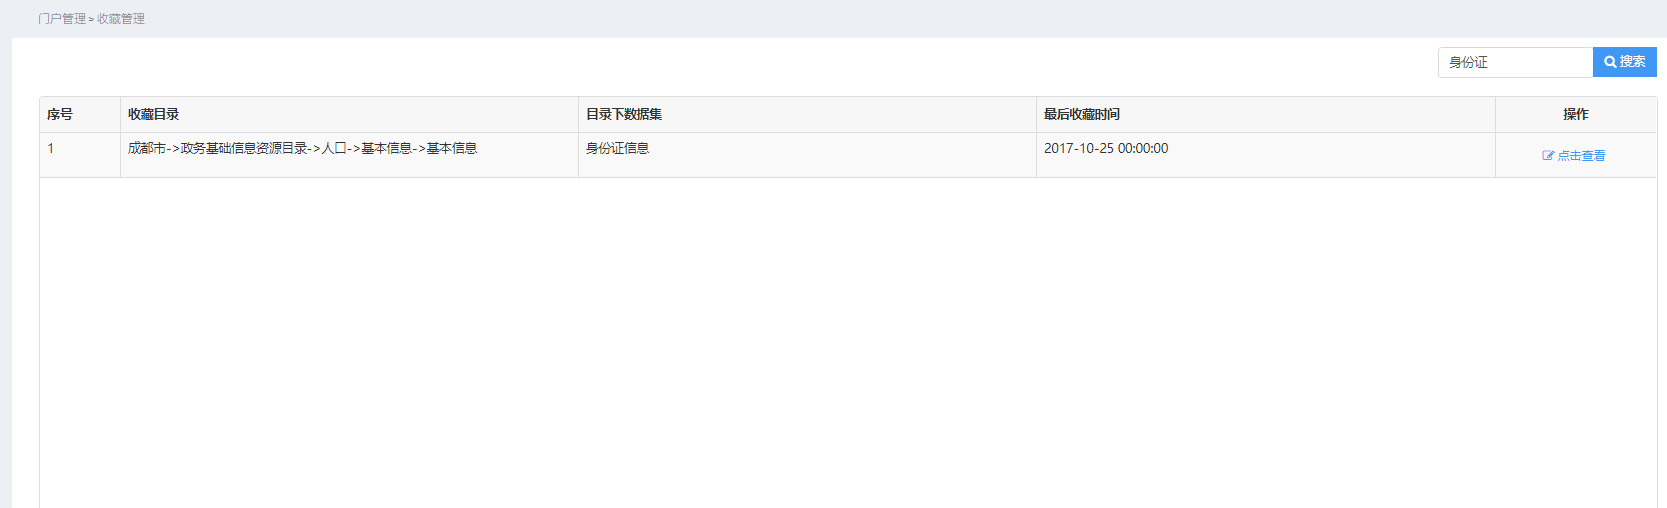 门户管理 » 收藏管理
身份证 搜索
序号 收藏目录 目录下数据集 最后收藏时间 操作
1 成都市->政务基础信息资源目录->人口->基本信息->基本信息 身份证信息 2017-10-25 00:00:00 点击查看